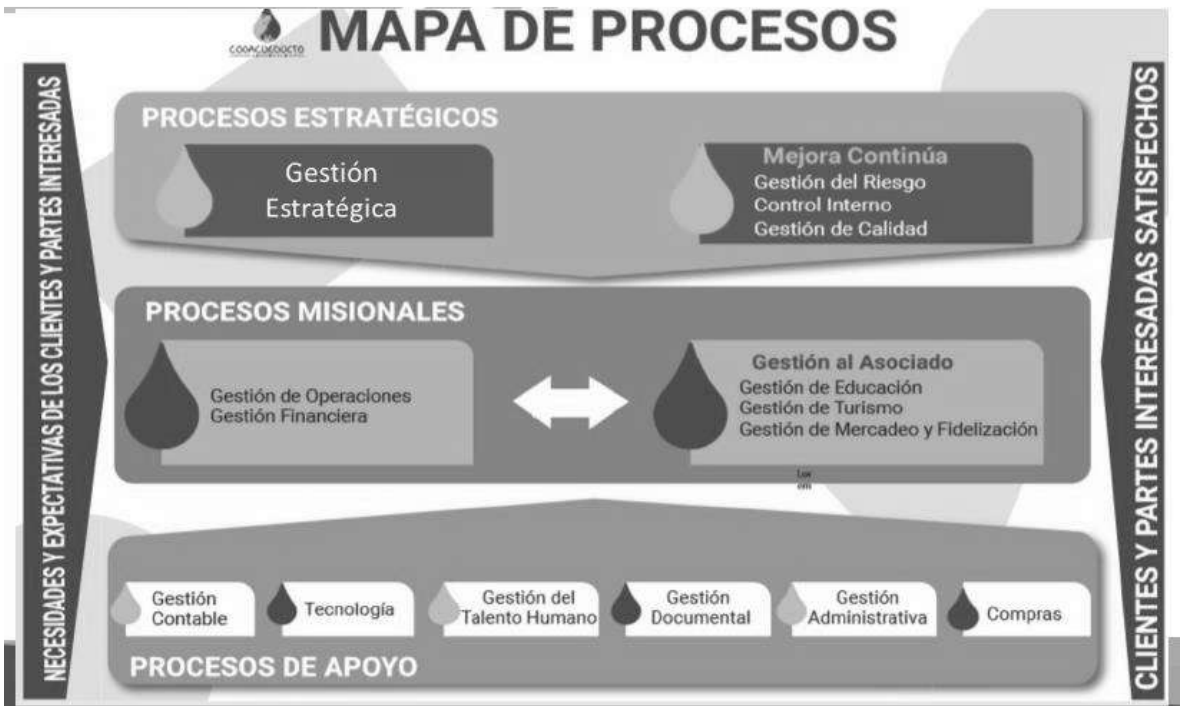 COOACUEDUCTO
MAPA DE PROCESOS
NECESIDADES Y EXPECTATIVAS DE LOS CLIENTES Y PARTES INTERESADAS
PROCESOS ESTRATÉGICOS
Gestión
Estratégica
Mejora Continúa
Gestión del Riesgo
Control Interno
Gestión de Calidad
PROCESOS MISIONALES
Gestión de Operaciones
Gestión Financiera
Gestión al Asociado
Gestión de Educación
Gestión de Turismo
Gestión de Mercadeo y Fidelización
Gestión
Contable
Tecnología
Gestión del
Talento Humano
Gestión
Documental
Gestión
Administrativa
Compras
PROCESOS DE APOYO
CLIENTES Y PARTES INTERESADAS SATISFECHOS